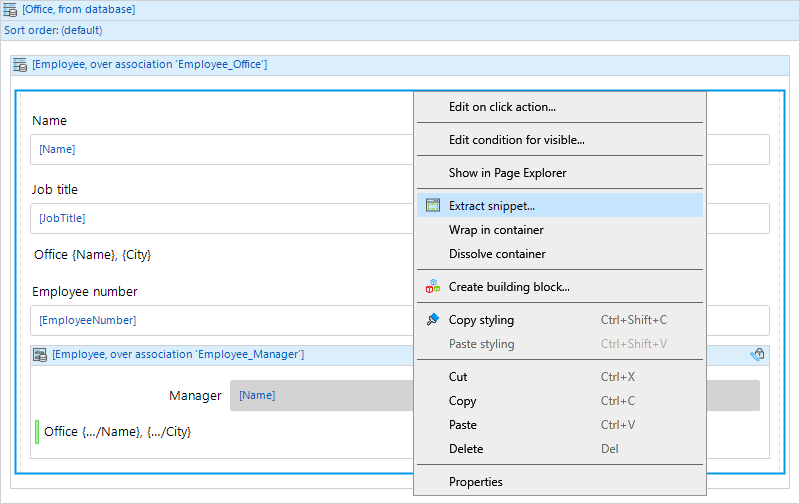 [Office, from database]
Sort order: (default)
[Employee, over association 'Employee_Office']
Name
[Name]
Job title
[JobTitle]
Office {Name}, {City}
Employee number
[EmployeeNumber]
[Employee, over association 'Employee_Manager']
Manager
[Name]
Office {.../Name}, {.../City}
Edit on click action...
Edit condition for visible...
Show in Page Explorer
Extract snippet...
Wrap in container
Dissolve container
Create building block...
Copy styling Ctrl+Shift+C
Paste styling Ctrl+Shift+V
Cut Ctrl+X
Copy Ctrl+C
Paste Ctrl+V
Delete Del
Properties